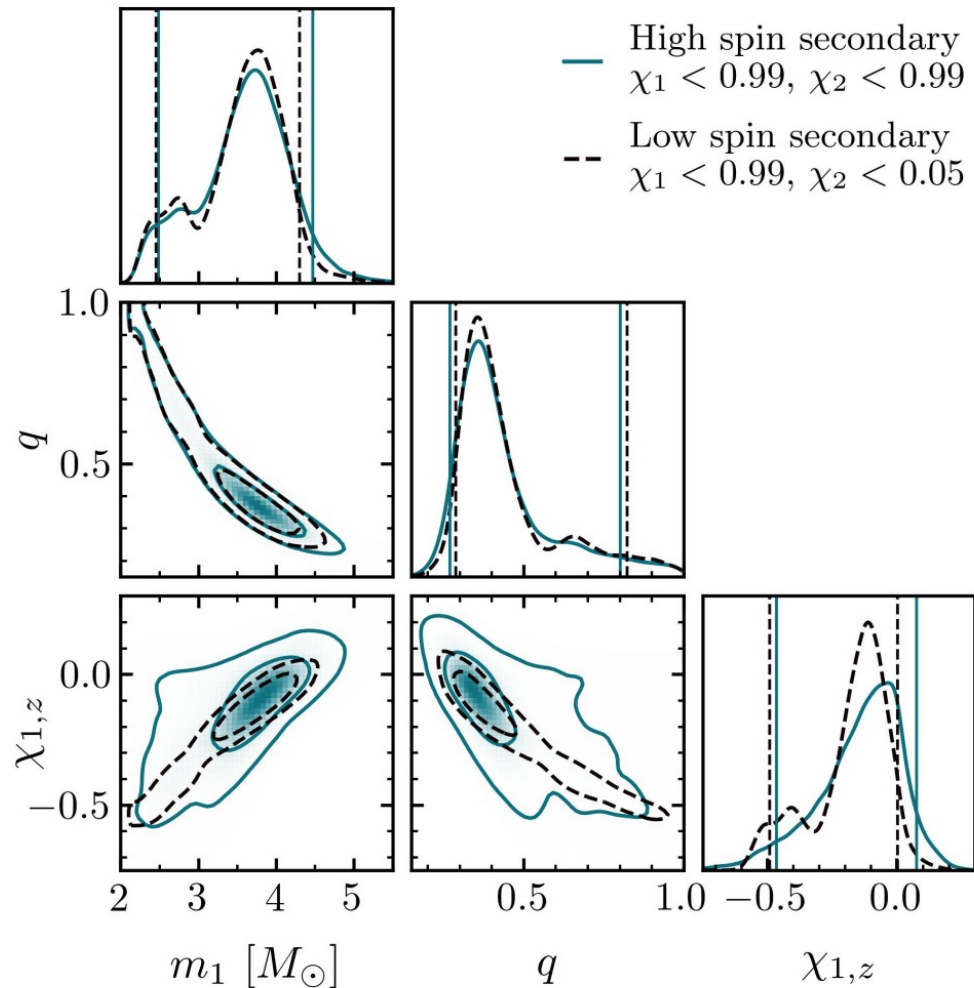 High spin secondary
χ₁ < 0.99, χ₂ < 0.99
Low spin secondary
χ₁ < 0.99, χ₂ < 0.05
1.0
q
0.5
0.0
χ₁,z
−0.5
2 3 4 5 0.5 1.0 −0.5 0.0
m₁ [M☉] q χ₁,z